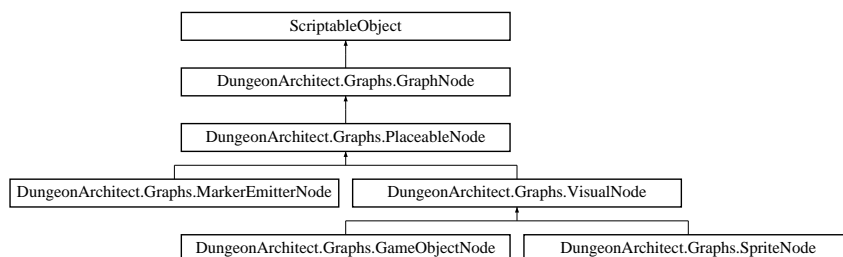 ScriptableObject
DungeonArchitect.Graphs.GraphNode
DungeonArchitect.Graphs.PlaceableNode
DungeonArchitect.Graphs.MarkerEmitterNode
DungeonArchitect.Graphs.VisualNode
DungeonArchitect.Graphs.GameObjectNode
DungeonArchitect.Graphs.SpriteNode